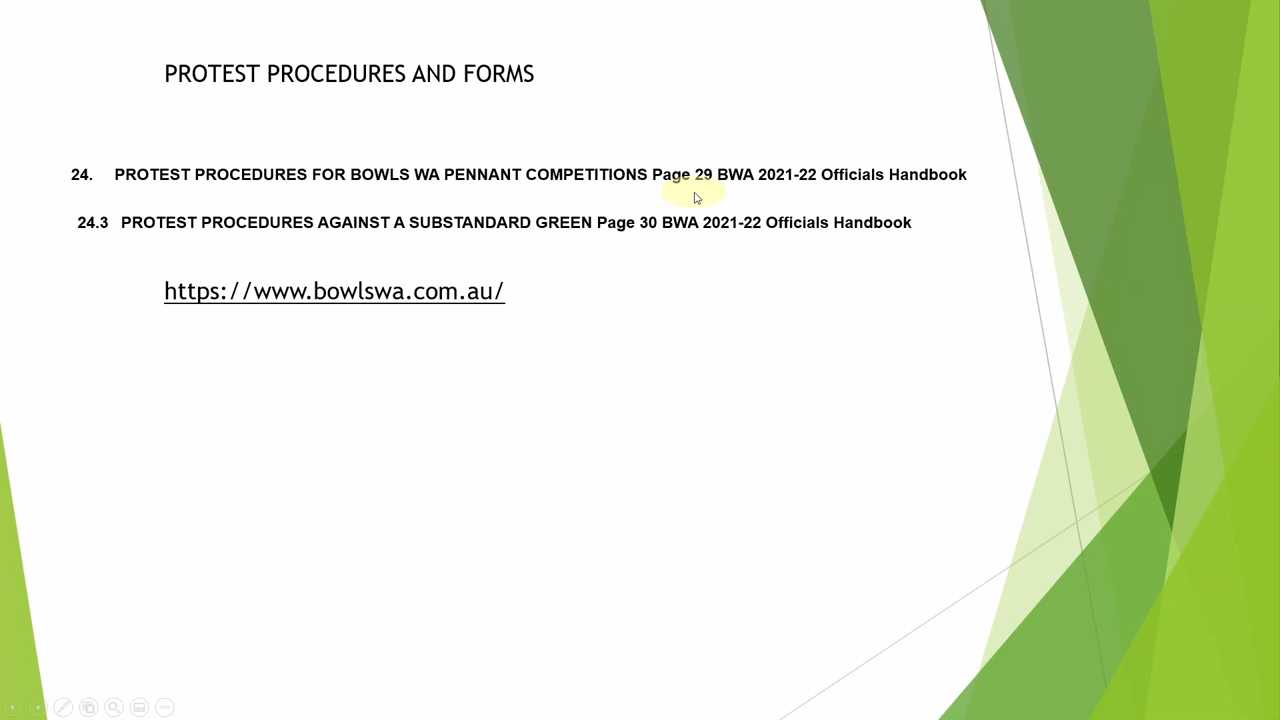 PROTEST PROCEDURES AND FORMS
24. PROTEST PROCEDURES FOR BOWLS WA PENNANT COMPETITIONS Page 29 BWA 2021-22 Officials Handbook
24.3 PROTEST PROCEDURES AGAINST A SUBSTANDARD GREEN Page 30 BWA 2021-22 Officials Handbook
https://www.bowlswa.com.au/